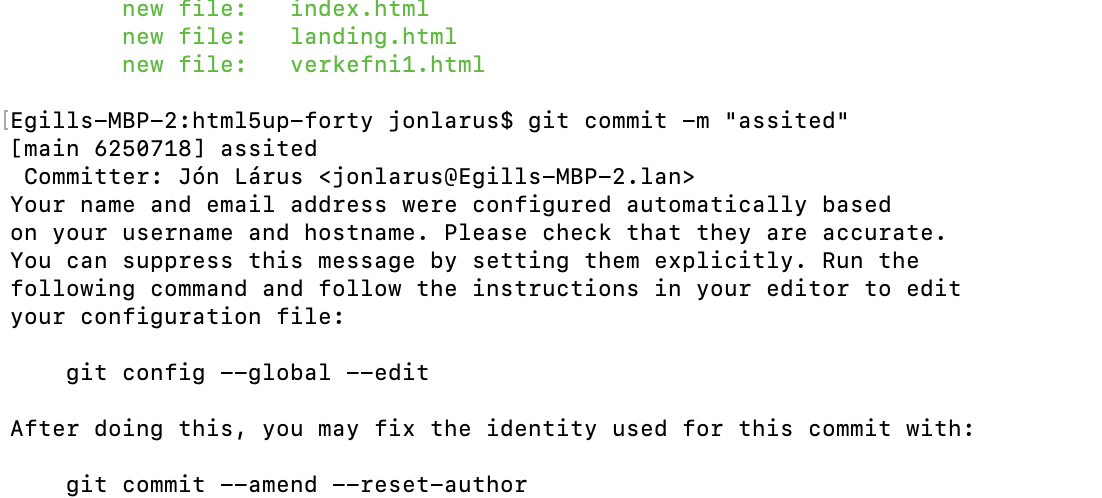 new file:   index.html
new file:   landing.html
new file:   verkefni1.html
[Egills-MBP-2:html5up-forty jonlarus$ git commit -m "assited"
[main 6250718] assited
Committer: Jón Lárus <jonlarus@Egills-MBP-2.lan>
Your name and email address were configured automatically based
on your username and hostname. Please check that they are accurate.
You can suppress this message by setting them explicitly. Run the
following command and follow the instructions in your editor to edit
your configuration file:
git config --global --edit
After doing this, you may fix the identity used for this commit with:
git commit --amend --reset-author